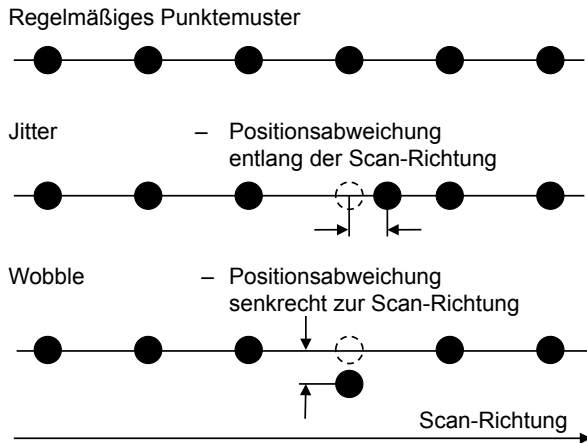 Regelmäßiges Punktemuster
Jitter – Positionsabweichung
entlang der Scan-Richtung
Wobble – Positionsabweichung
senkrecht zur Scan-Richtung
Scan-Richtung